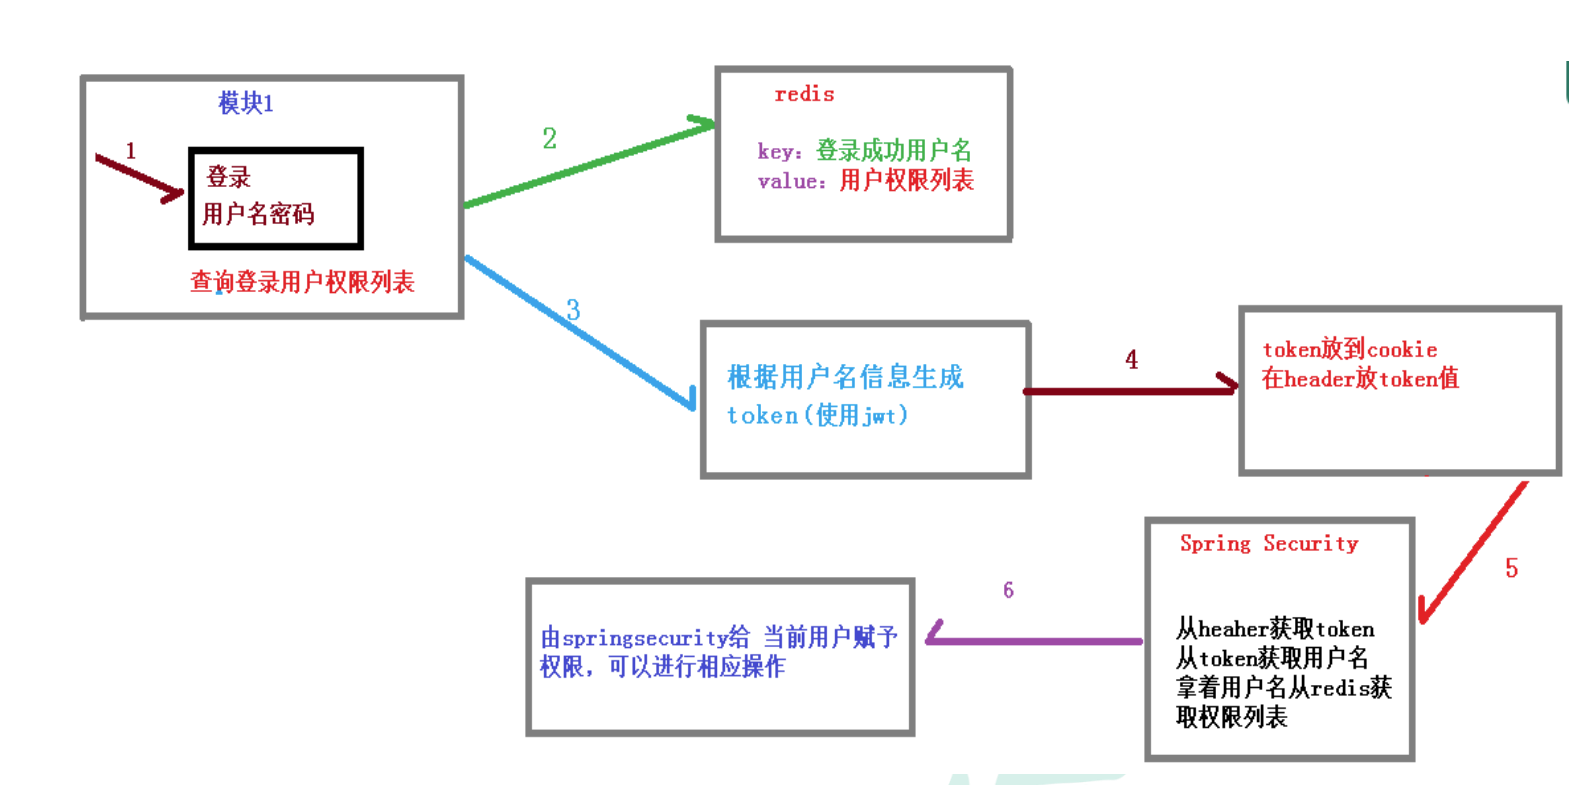 模块1
1
登录
用户名密码
查询登录用户权限列表
2
redis
key：登录成功用户名
value：用户权限列表
3
根据用户名信息生成
token(使用jwt)
4
token放到cookie
在header放token值
5
Spring Security
从heaher获取token
从token获取用户名
拿着用户名从redis获
取权限列表
6
由springsecurity给 当前用户赋予
权限，可以进行相应操作